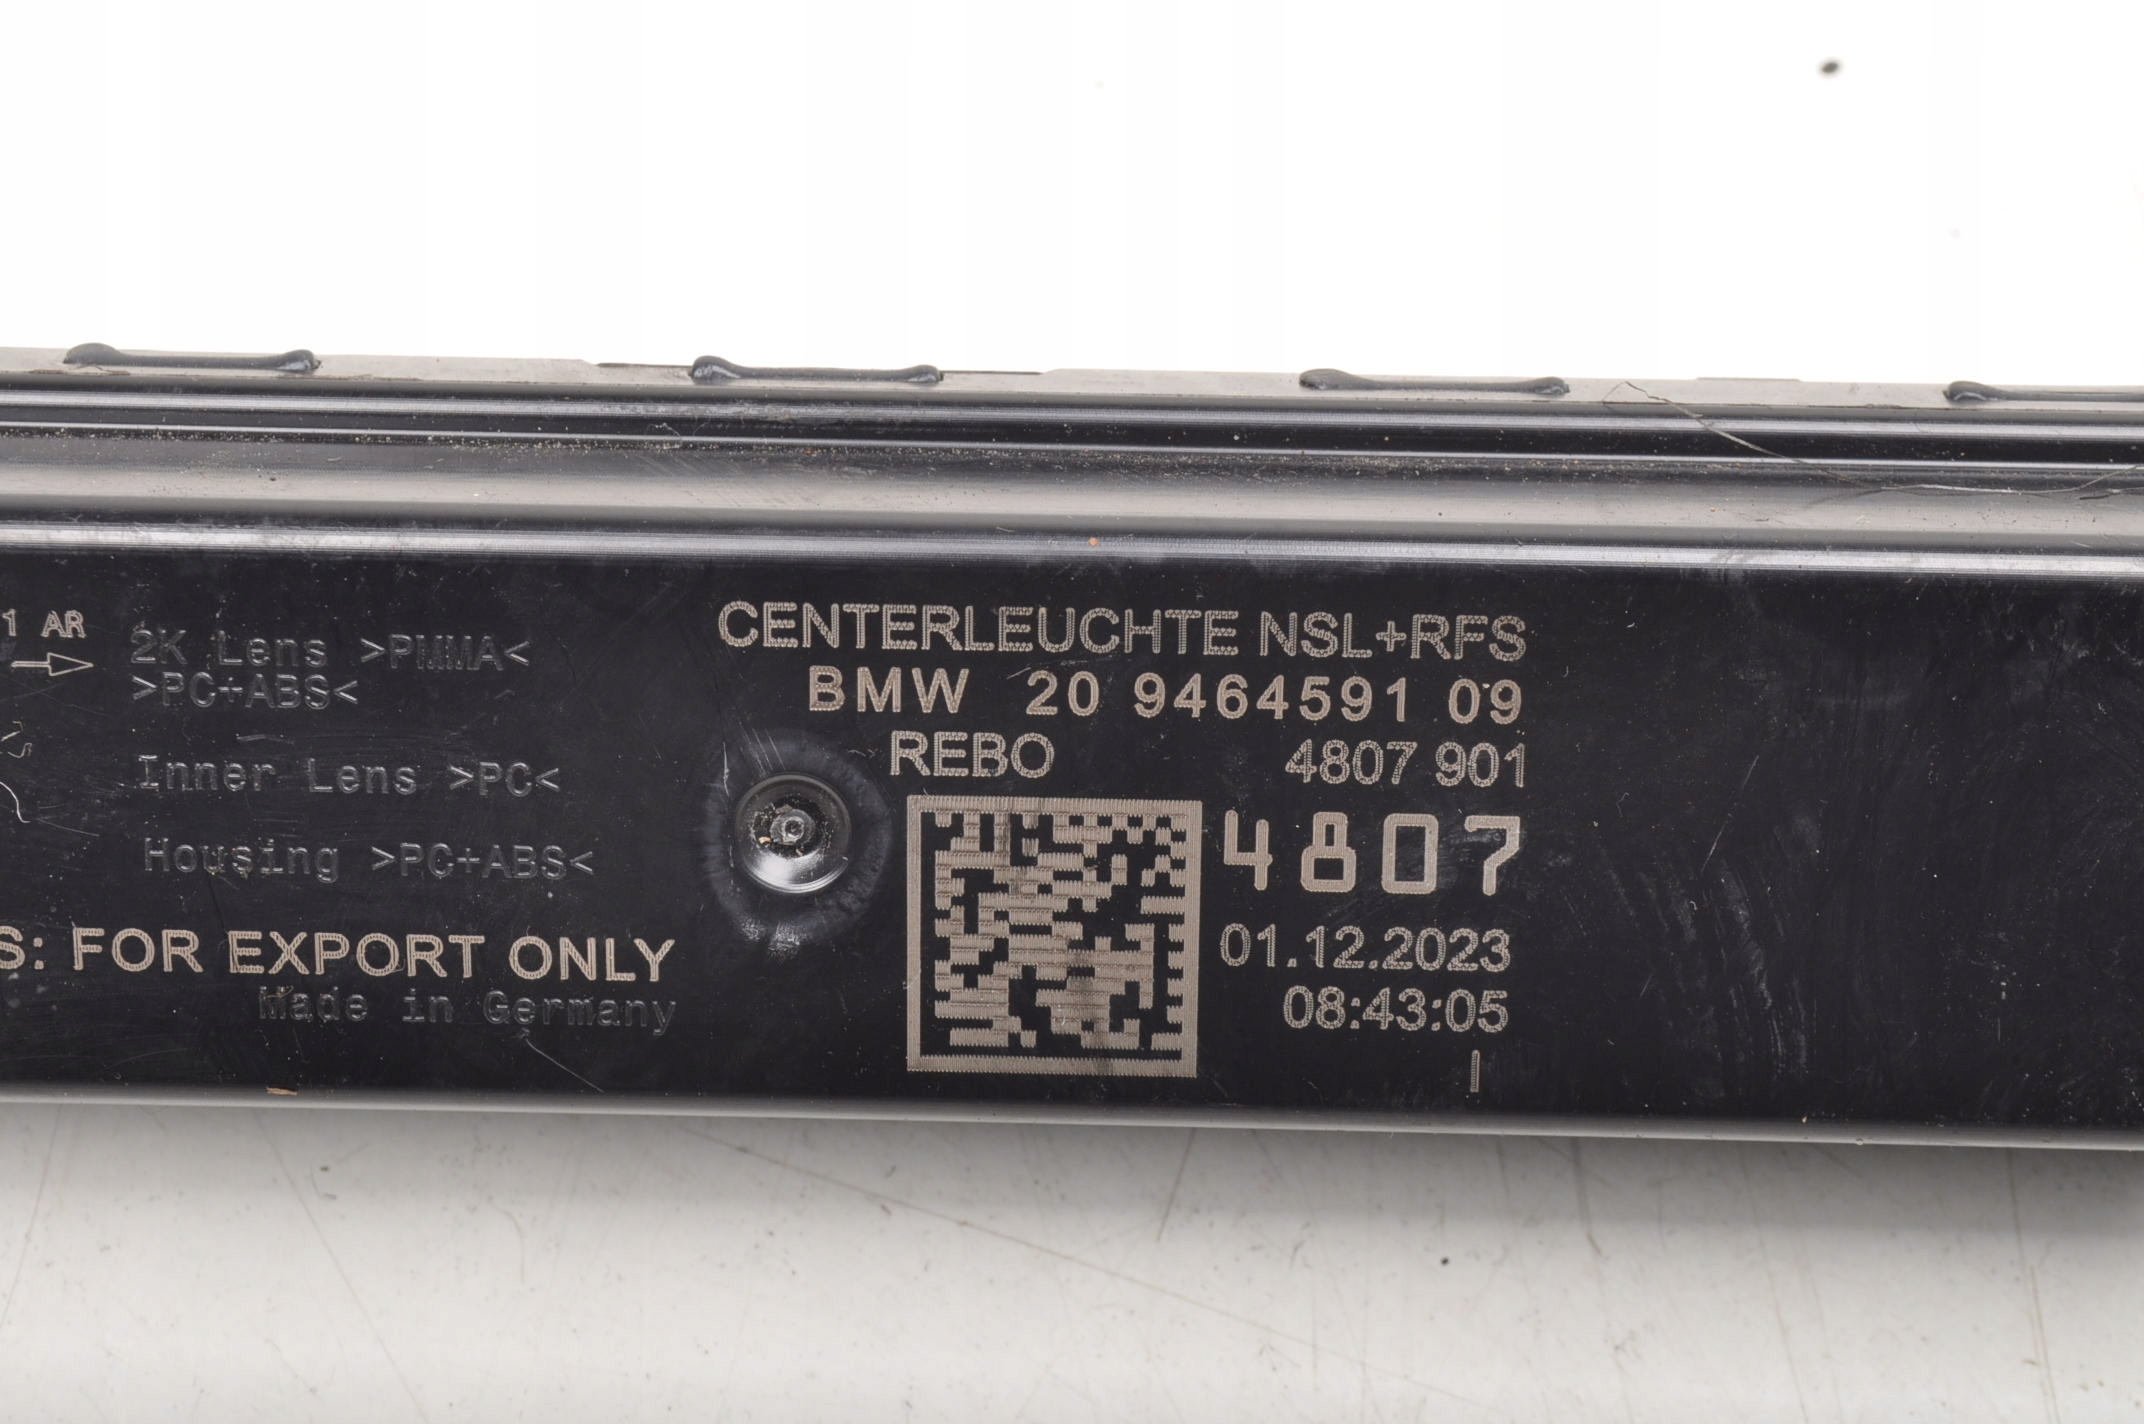 1 AR
2K Lens >PMMA<
>PC+ABS<
Inner Lens >PC<
Housing >PC+ABS<
S: FOR EXPORT ONLY
Made in Germany
CENTERLEUCHTE NSL+RFS
BMW 20 9464591 09
REBO 4807 901
4807
01.12.2023
08:43:05